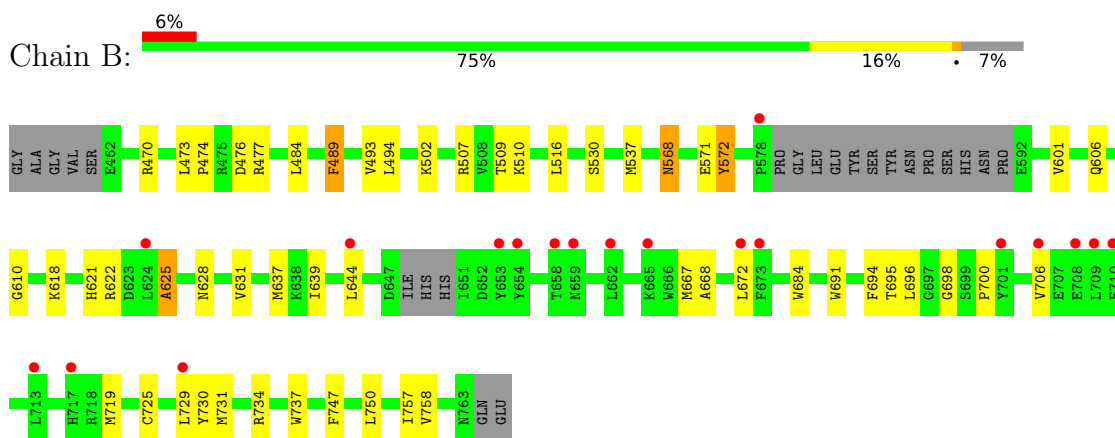 6%
Chain B:
75% 16% • 7%
GLY ALA GLY VAL SER E462 R470 L473 P474 R475 D476 R477 L484 F489 V493 L494 K502 R507 V508 T509 K510 L516 S530 M537 N568 E571 Y572 P578 PRO GLY LEU GLU TYR SER TYR ASN PRO SER HIS ASN PRO E592 V601 Q606
G610 K618 H621 R622 D623 L624 A625 N628 V631 M637 K638 I639 L644 D647 ILE HIS HIS I651 D652 Y653 Y654 T658 N659 L662 K665 W666 M667 A668 L672 F673 W684 W691 F694 T695 L696 G697 G698 S699 P700 Y701 V706 E707 E708 L709
L713 H717 R718 M719 C725 L729 Y730 M731 R734 W737 F747 L750 I757 V758 N763 GLN GLU